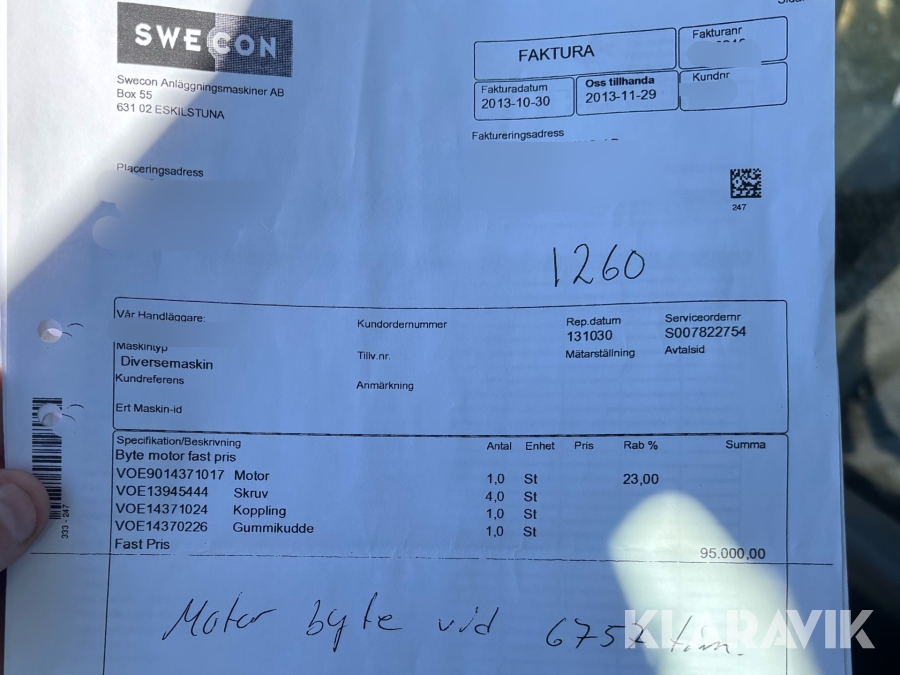 SWECON
Swecon Anläggningsmaskiner AB
Box 55
631 02 ESKILSTUNA
Placeringsadress
FAKTURA
Fakturanr
Fakturadatum
2013-10-30
Oss tillhanda
2013-11-29
Kundnr
Faktureringsadress
247
1260
Vår Handläggare:
Kundordernummer
Rep.datum
131030
Serviceordernr
S007822754
Maskintyp
Diversemaskin
Tillv.nr.
Mätarställning
Avtalsid
Kundreferens
Anmärkning
Ert Maskin-id
Specifikation/Beskrivning Antal Enhet Pris Rab % Summa
Byte motor fast pris
VOE9014371017 Motor 1,0 St 23,00
VOE13945444 Skruv 4,0 St
VOE14371024 Koppling 1,0 St
VOE14370226 Gummikudde 1,0 St
Fast Pris 95.000,00
333 - 247
Motor byte vid tim.
KLARAVIK